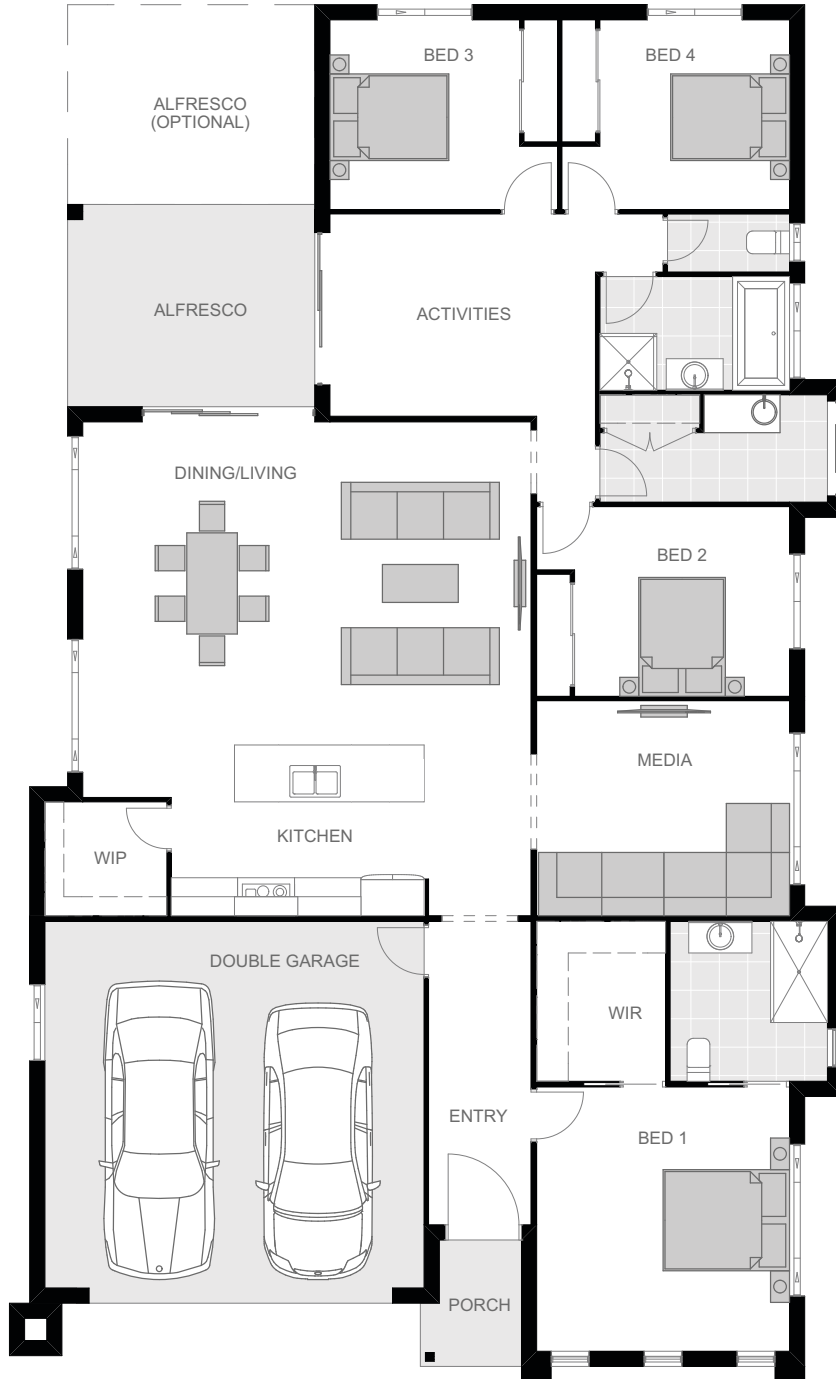 BED 3
BED 4
ALFRESCO
(OPTIONAL)
ALFRESCO
ACTIVITIES
DINING/LIVING
BED 2
MEDIA
KITCHEN
WIP
DOUBLE GARAGE
WIR
ENTRY
BED 1
PORCH